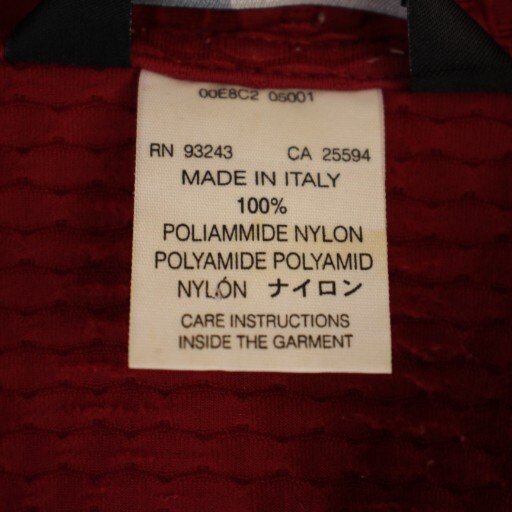 00E8C2 05001
RN 93243 CA 25594
MADE IN ITALY
100%
POLIAMMIDE NYLON
POLYAMIDE POLYAMID
NYLÓN ナイロン
CARE INSTRUCTIONS
INSIDE THE GARMENT